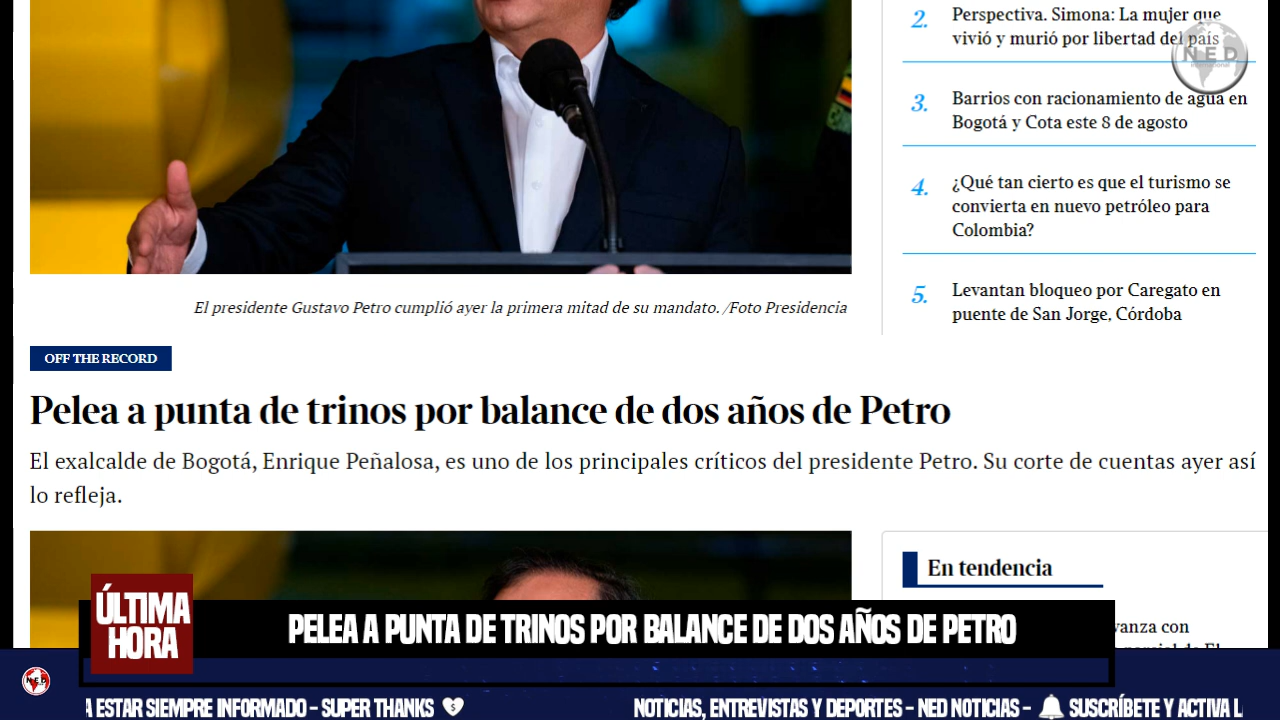 2. Perspectiva. Simona: La mujer que
vivió y murió por libertad del país
NED
International
3. Barrios con racionamiento de agua en
Bogotá y Cota este 8 de agosto
4. ¿Qué tan cierto es que el turismo se
convierta en nuevo petróleo para
Colombia?
5. Levantan bloqueo por Caregato en
puente de San Jorge, Córdoba
El presidente Gustavo Petro cumplió ayer la primera mitad de su mandato. /Foto Presidencia
OFF THE RECORD
Pelea a punta de trinos por balance de dos años de Petro
El exalcalde de Bogotá, Enrique Peñalosa, es uno de los principales críticos del presidente Petro. Su corte de cuentas ayer así
lo refleja.
En tendencia
vanza con
ÚLTIMA
HORA
PELEA A PUNTA DE TRINOS POR BALANCE DE DOS AÑOS DE PETRO
NED
A ESTAR SIEMPRE INFORMADO - SUPER THANKS
NOTICIAS, ENTREVISTAS Y DEPORTES - NED NOTICIAS - SUSCRÍBETE Y ACTIVA L